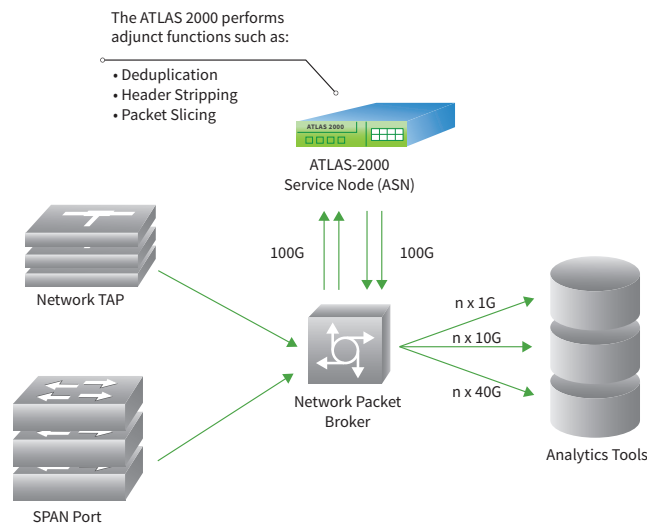 The ATLAS 2000 performs
adjunct functions such as:
• Deduplication
• Header Stripping
• Packet Slicing
ATLAS 2000
ATLAS-2000
Service Node (ASN)
100G
100G
Network TAP
n x 1G
n x 10G
n x 40G
Network Packet
Broker
Analytics Tools
SPAN Port